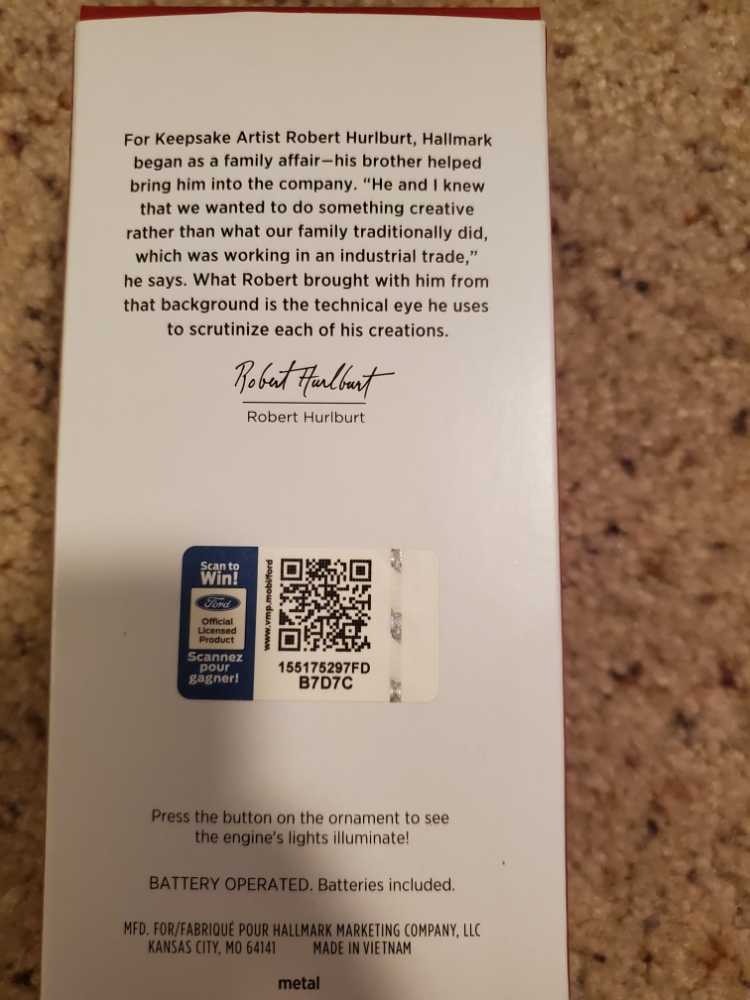 For Keepsake Artist Robert Hurlburt, Hallmark
began as a family affair—his brother helped
bring him into the company. “He and I knew
that we wanted to do something creative
rather than what our family traditionally did,
which was working in an industrial trade,”
he says. What Robert brought with him from
that background is the technical eye he uses
to scrutinize each of his creations.
Robert Hurlburt
Robert Hurlburt
Scan to
Win!
Ford
Official
Licensed
Product
Scannez
pour
gagner!
www.vmp.mobi/ford
155175297FD
B7D7C
Press the button on the ornament to see
the engine's lights illuminate!
BATTERY OPERATED. Batteries included.
MFD. FOR/FABRIQUÉ POUR HALLMARK MARKETING COMPANY, LLC
KANSAS CITY, MO 64141 MADE IN VIETNAM
metal